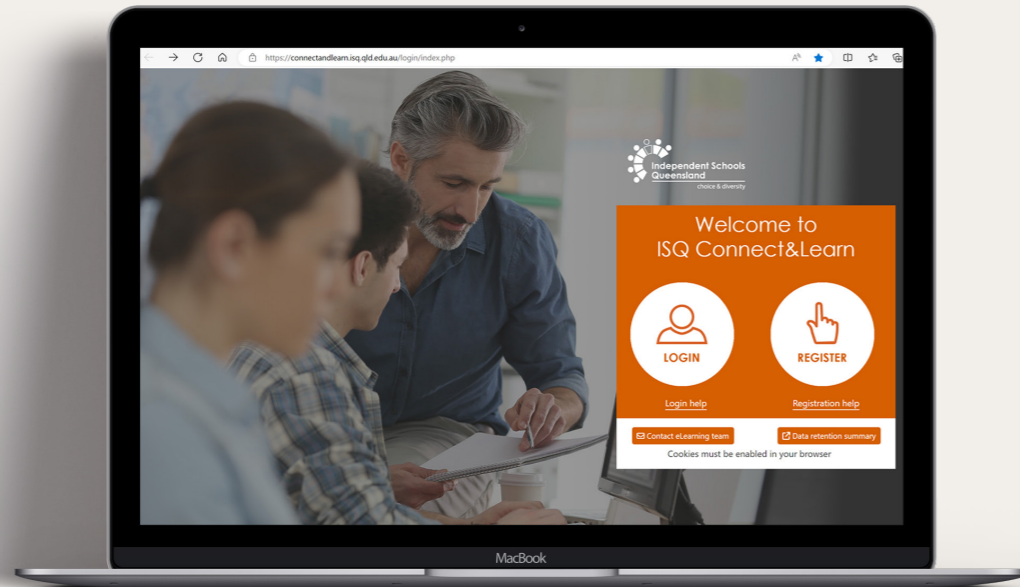 https://connectandlearn.isq.qld.edu.au/login/index.php
Independent Schools
Queensland
choice & diversity
Welcome to
ISQ Connect&Learn
LOGIN
REGISTER
Login help
Registration help
Contact eLearning team
Data retention summary
Cookies must be enabled in your browser
MacBook